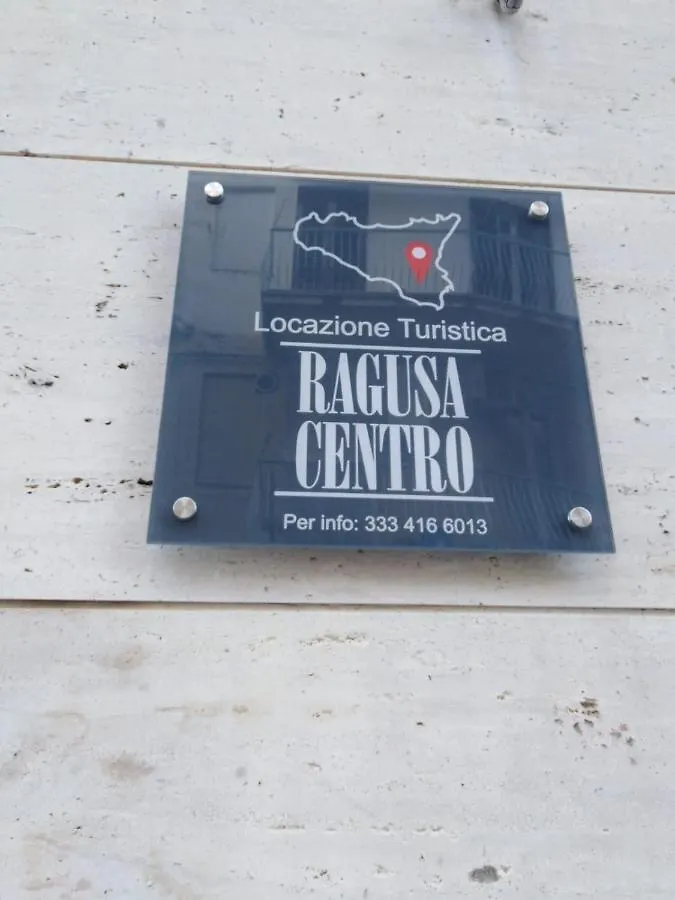 Locazione Turistica
RAGUSA
CENTRO
Per info: 333 416 6013